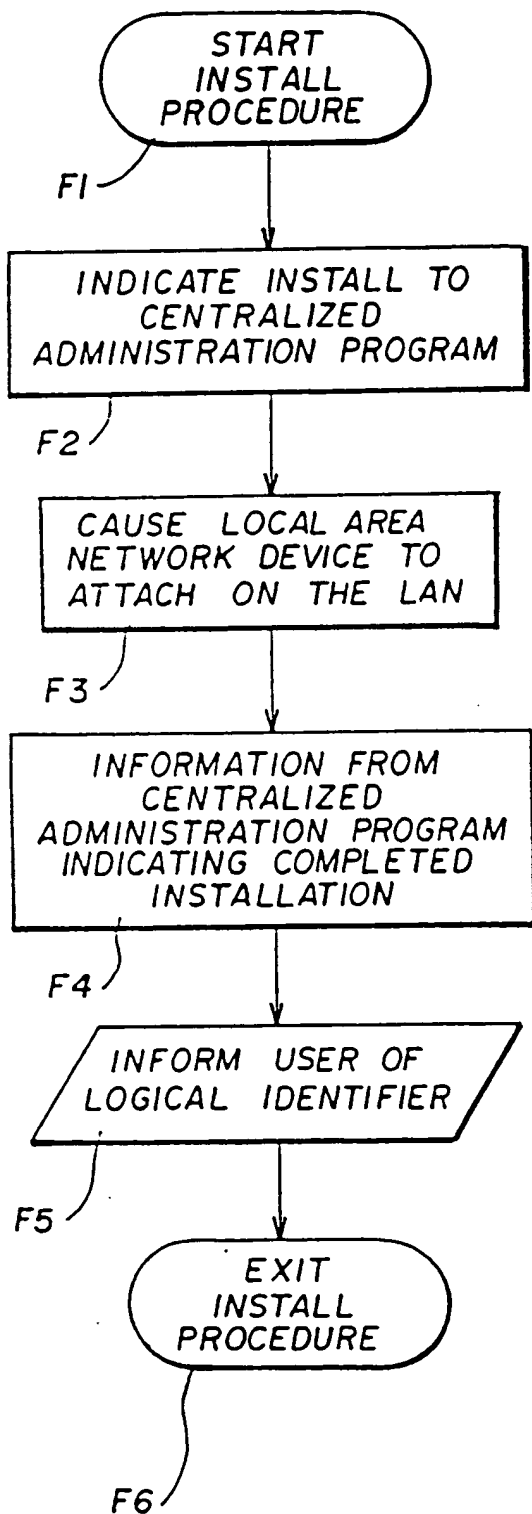 START
INSTALL
PROCEDURE
F1
INDICATE INSTALL TO
CENTRALIZED
ADMINISTRATION PROGRAM
F2
CAUSE LOCAL AREA
NETWORK DEVICE TO
ATTACH ON THE LAN
F3
INFORMATION FROM
CENTRALIZED
ADMINISTRATION PROGRAM
INDICATING COMPLETED
INSTALLATION
F4
INFORM USER OF
LOGICAL IDENTIFIER
F5
EXIT
INSTALL
PROCEDURE
F6